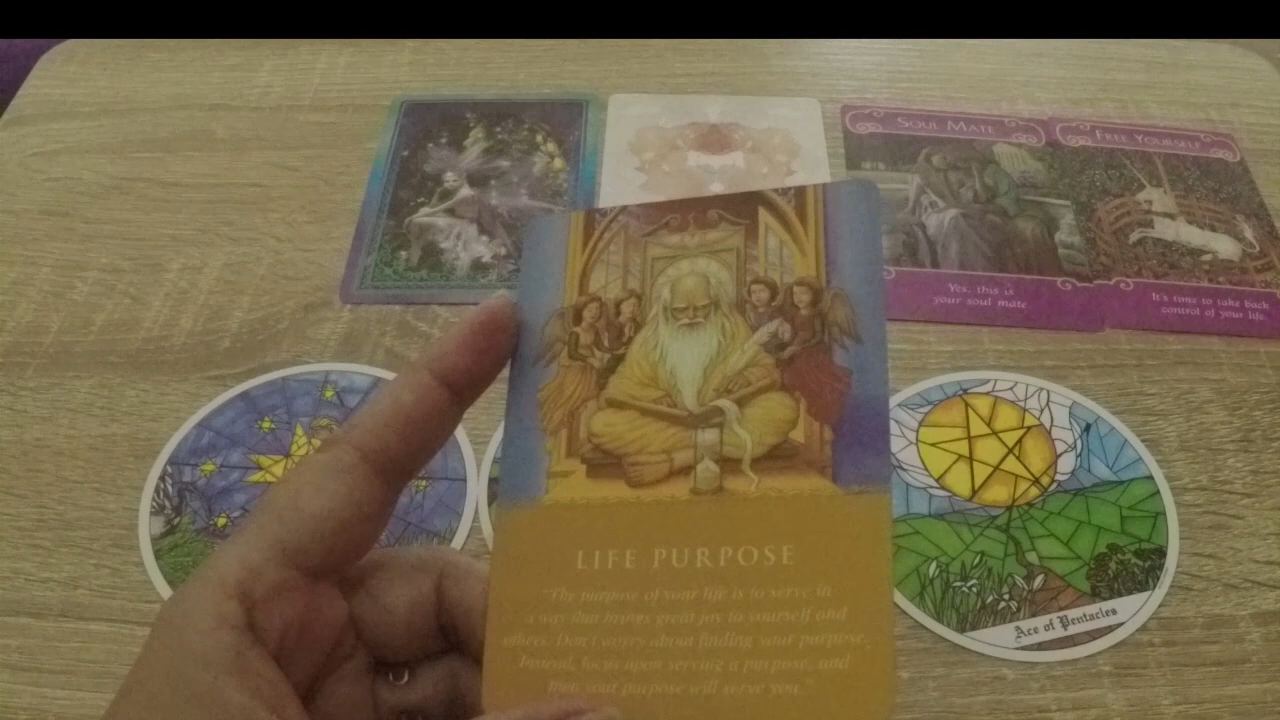 SOUL MATE
FREE YOURSELF
Yes, this is
your soul mate
It's time to take back
control of your life.
LIFE PURPOSE
"The purpose of your life is to serve in
a way that brings great joy to yourself and
others. Don't worry about finding your purpose.
Instead, focus upon serving a purpose, and
then your purpose will serve you."
Ace of Pentacles